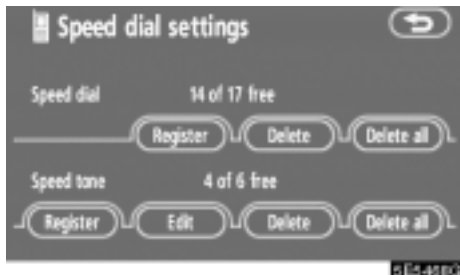 Speed dial settings
Speed dial 14 of 17 free
Register Delete Delete all
Speed tone 4 of 6 free
Register Edit Delete Delete all